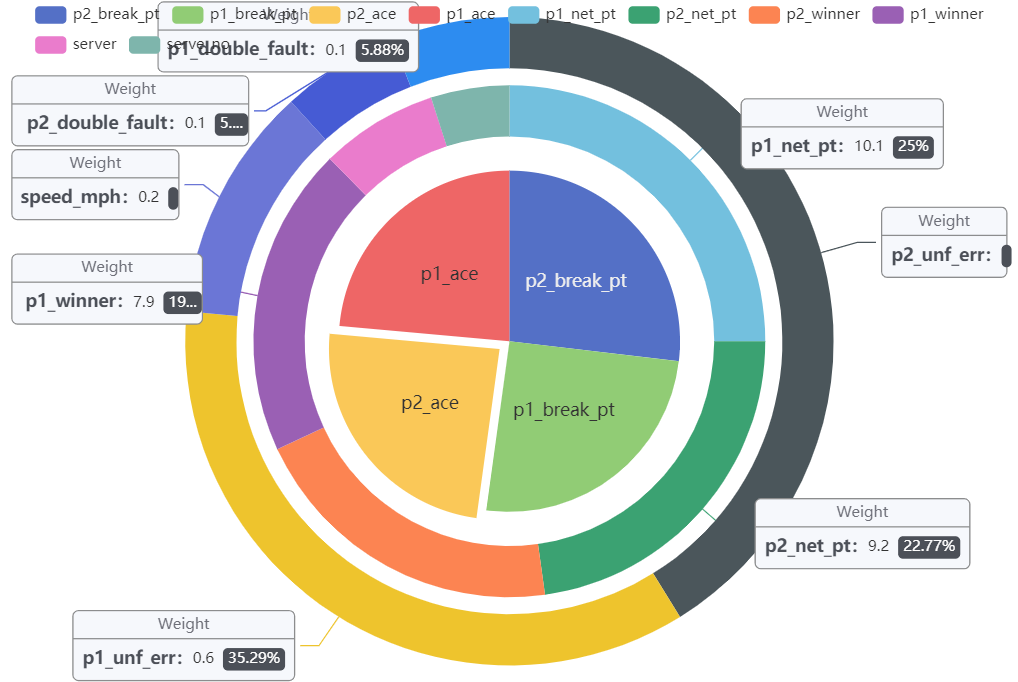 p2_break_pt p1_break_pt p2_ace p1_ace p1_net_pt p2_net_pt p2_winner p1_winner
server serve_no
Weight
p1_double_fault: 0.1 5.88%
Weight
p2_double_fault: 0.1 5....
Weight
speed_mph: 0.2
Weight
p1_winner: 7.9 19...
Weight
p1_net_pt: 10.1 25%
Weight
p2_unf_err:
p1_ace
p2_break_pt
p2_ace
p1_break_pt
Weight
p2_net_pt: 9.2 22.77%
Weight
p1_unf_err: 0.6 35.29%